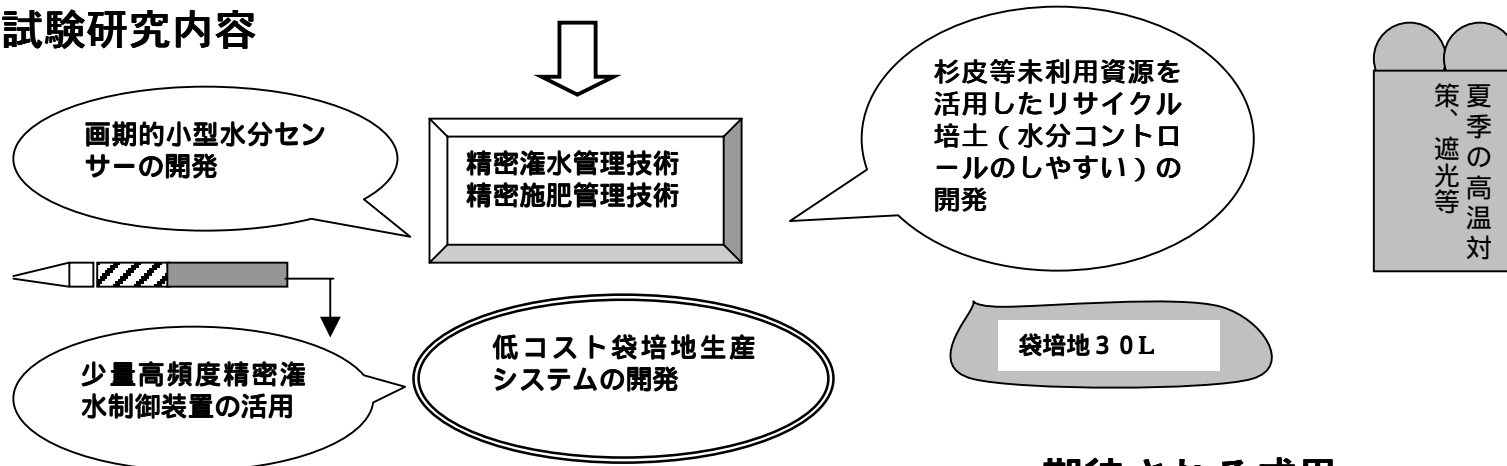 試験研究内容
画期的小型水分セン
サーの開発
精密潅水管理技術
精密施肥管理技術
杉皮等未利用資源を
活用したリサイクル
培土（水分コントロ
ールのしやすい）の
開発
夏季の高温対
策、遮光等
少量高頻度精密潅
水制御装置の活用
低コスト袋培地生産
システムの開発
袋培地３０L